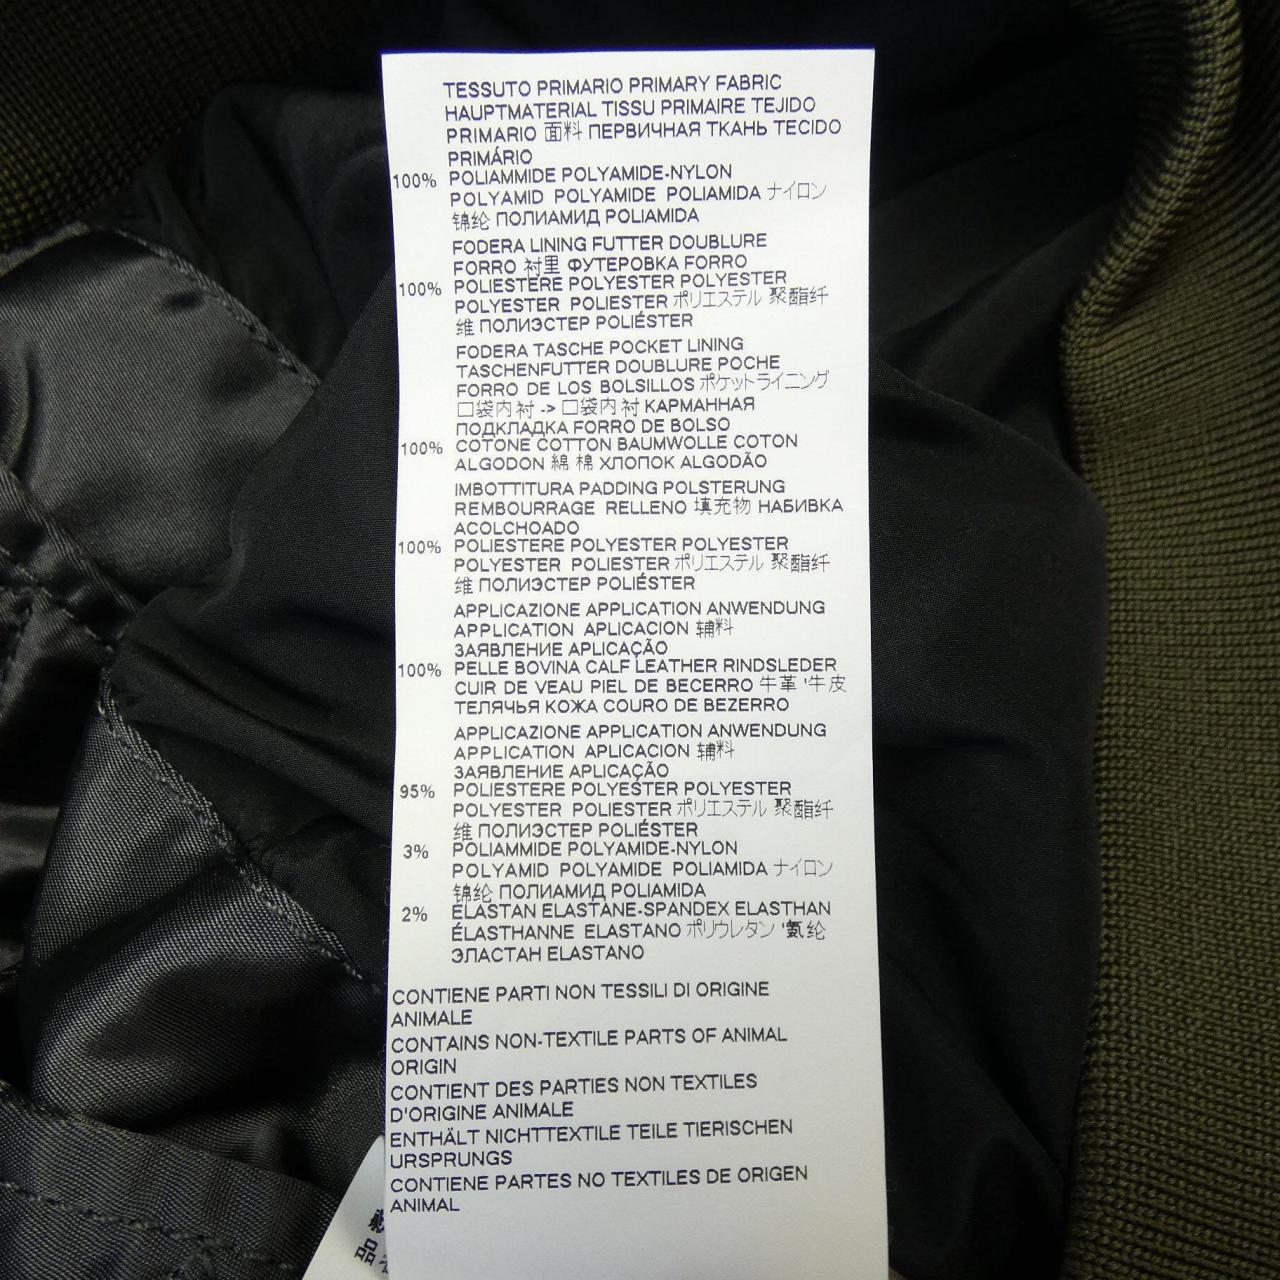 TESSUTO PRIMARIO PRIMARY FABRIC
HAUPTMATERIAL TISSU PRIMAIRE TEJIDO
PRIMARIO 面料 ПЕРВИЧНАЯ ТКАНЬ TECIDO
PRIMÁRIO
100% POLIAMMIDE POLYAMIDE-NYLON
POLYAMID POLYAMIDE POLIAMIDA ナイロン
锦纶 ПОЛИАМИД POLIAMIDA
FODERA LINING FUTTER DOUBLURE
FORRO 衬里 ФУТЕРОВКА FORRO
100% POLIESTERE POLYESTER POLYESTER
POLYESTER POLIESTER ポリエステル 聚酯纤
维 ПОЛИЭСТЕР POLIÉSTER
FODERA TASCHE POCKET LINING
TASCHENFUTTER DOUBLURE POCHE
FORRO DE LOS BOLSILLOS ポケットライニング
口袋内衬 -> 口袋内衬 КАРМАННАЯ
ПОДКЛАДКА FORRO DE BOLSO
100% COTONE COTTON BAUMWOLLE COTON
ALGODON 綿 棉 ХЛОПОК ALGODÃO
IMBOTTITURA PADDING POLSTERUNG
REMBOURRAGE RELLENO 填充物 НАБИВКА
ACOLCHOADO
100% POLIESTERE POLYESTER POLYESTER
POLYESTER POLIESTER ポリエステル 聚酯纤
维 ПОЛИЭСТЕР POLIÉSTER
APPLICAZIONE APPLICATION ANWENDUNG
APPLICATION APLICACION 辅料
ЗАЯВЛЕНИЕ APLICAÇÃO
100% PELLE BOVINA CALF LEATHER RINDSLEDER
CUIR DE VEAU PIEL DE BECERRO 牛革 '牛皮
ТЕЛЯЧЬЯ КОЖА COURO DE BEZERRO
APPLICAZIONE APPLICATION ANWENDUNG
APPLICATION APLICACION 辅料
ЗАЯВЛЕНИЕ APLICAÇÃO
95% POLIESTERE POLYESTER POLYESTER
POLYESTER POLIESTER ポリエステル 聚酯纤
维 ПОЛИЭСТЕР POLIÉSTER
3% POLIAMMIDE POLYAMIDE-NYLON
POLYAMID POLYAMIDE POLIAMIDA ナイロン
锦纶 ПОЛИАМИД POLIAMIDA
2% ELASTAN ELASTANE-SPANDEX ELASTHAN
ÉLASTHANNE ELASTANO ポリウレタン '氨纶
ЭЛАСТАН ELASTANO
CONTIENE PARTI NON TESSILI DI ORIGINE
ANIMALE
CONTAINS NON-TEXTILE PARTS OF ANIMAL
ORIGIN
CONTIENT DES PARTIES NON TEXTILES
D'ORIGINE ANIMALE
ENTHÄLT NICHTTEXTILE TEILE TIERISCHEN
URSPRUNGS
CONTIENE PARTES NO TEXTILES DE ORIGEN
ANIMAL